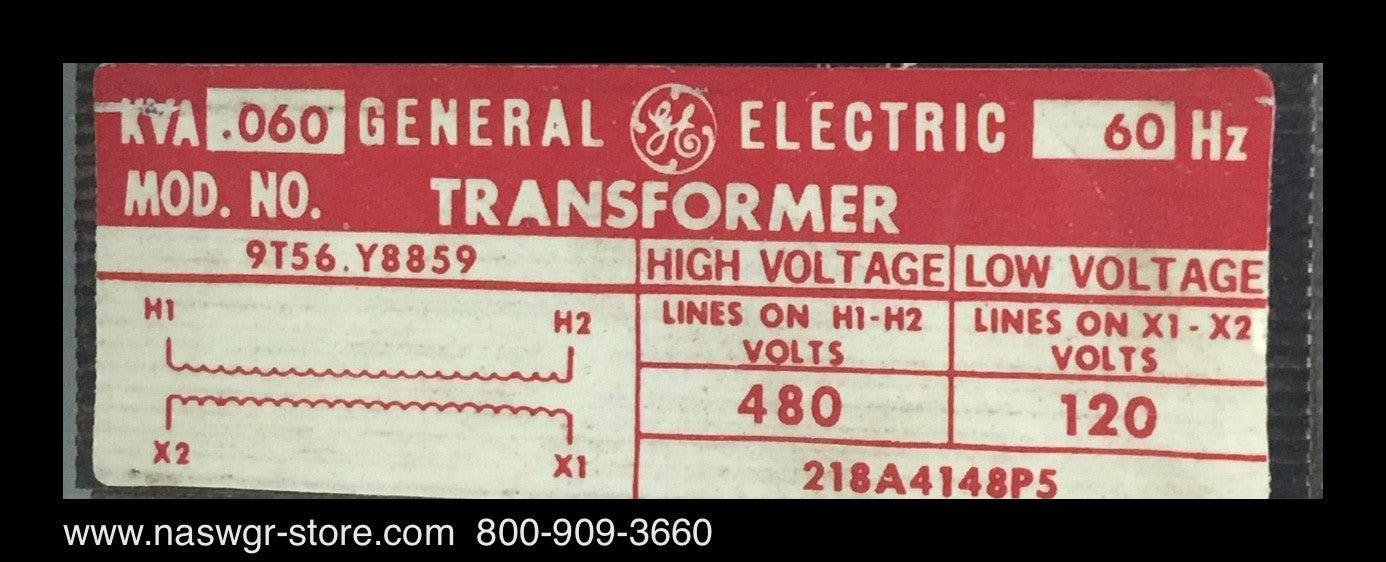 KVA .060 GENERAL GE ELECTRIC 60 Hz
MOD. NO. TRANSFORMER
9T56.Y8859 HIGH VOLTAGE LOW VOLTAGE
H1 H2 LINES ON H1-H2 LINES ON X1-X2
VOLTS VOLTS
480 120
X2 X1
218A4148P5
www.naswgr-store.com 800-909-3660